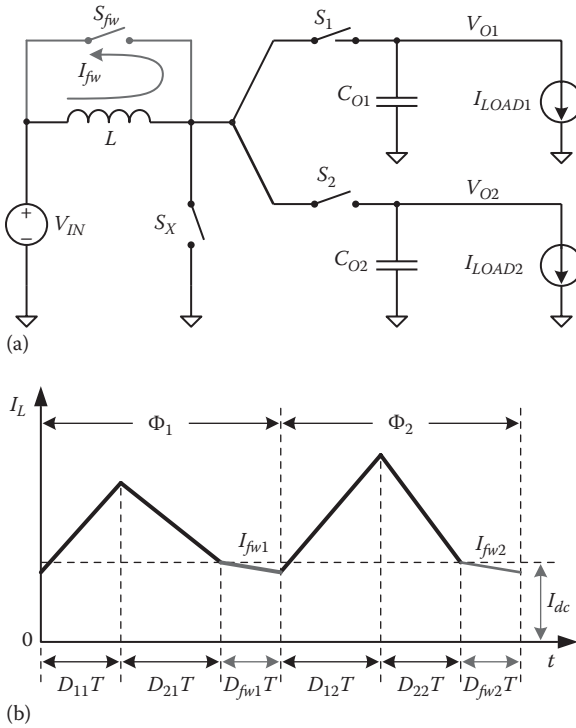 S_fw
S_1
V_O1
I_fw
C_O1
I_LOAD1
L
S_2
V_O2
+
−
V_IN
S_X
C_O2
I_LOAD2
(a)
I_L
Φ_1
Φ_2
I_fw1
I_fw2
I_dc
0
t
D_11T
D_21T
D_fw1T
D_12T
D_22T
D_fw2T
(b)